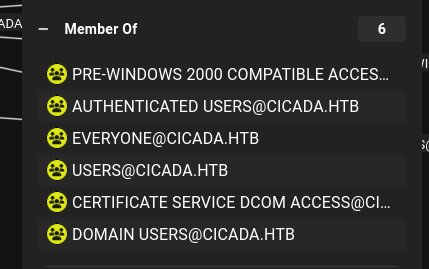 CADA
Member Of
6
PRE-WINDOWS 2000 COMPATIBLE ACCES…
AUTHENTICATED USERS@CICADA.HTB
EVERYONE@CICADA.HTB
USERS@CICADA.HTB
CERTIFICATE SERVICE DCOM ACCESS@CI…
DOMAIN USERS@CICADA.HTB